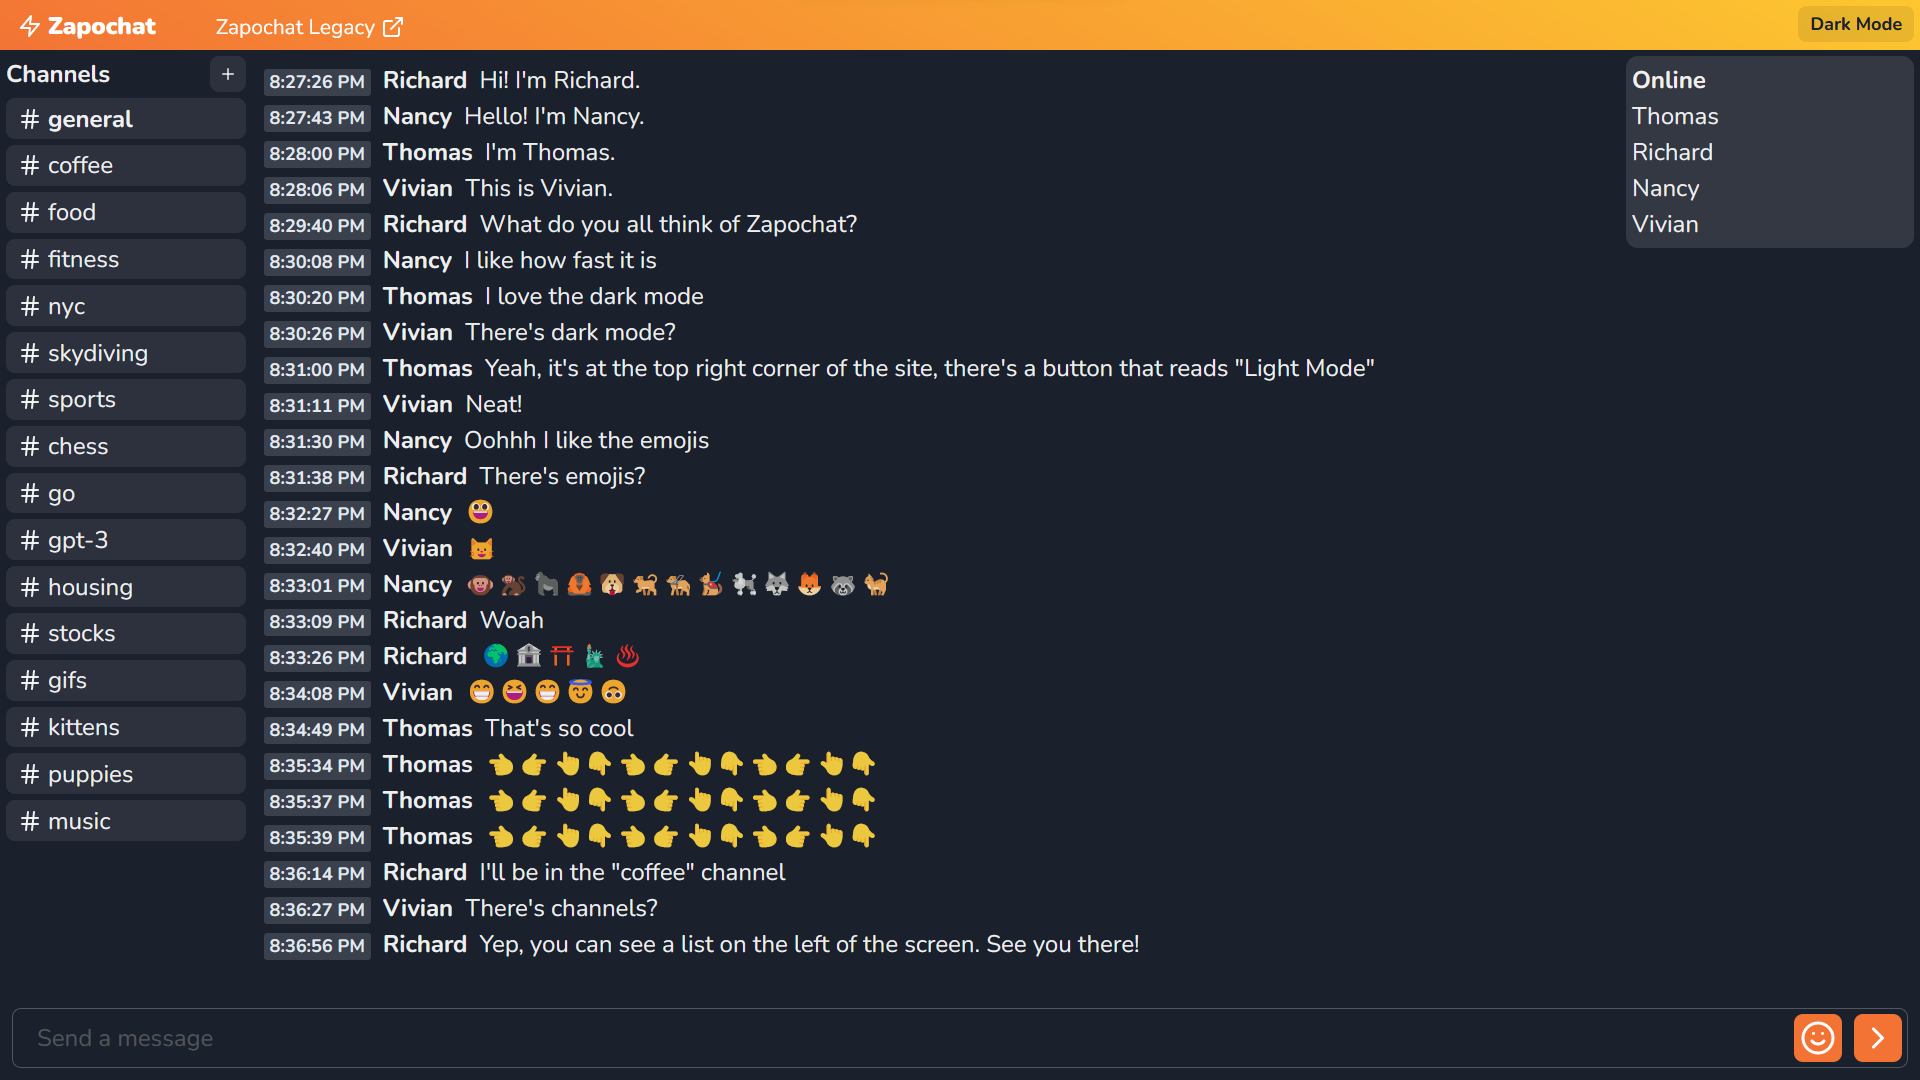 Zapochat
Zapochat Legacy
Dark Mode
Channels
+
# general
# coffee
# food
# fitness
# nyc
# skydiving
# sports
# chess
# go
# gpt-3
# housing
# stocks
# gifs
# kittens
# puppies
# music
8:27:26 PM Richard Hi! I'm Richard.
8:27:43 PM Nancy Hello! I'm Nancy.
8:28:00 PM Thomas I'm Thomas.
8:28:06 PM Vivian This is Vivian.
8:29:40 PM Richard What do you all think of Zapochat?
8:30:08 PM Nancy I like how fast it is
8:30:20 PM Thomas I love the dark mode
8:30:26 PM Vivian There's dark mode?
8:31:00 PM Thomas Yeah, it's at the top right corner of the site, there's a button that reads "Light Mode"
8:31:11 PM Vivian Neat!
8:31:30 PM Nancy Oohhh I like the emojis
8:31:38 PM Richard There's emojis?
8:32:27 PM Nancy 😃
8:32:40 PM Vivian 😺
8:33:01 PM Nancy 🐵🐒🦍🦧🐶🐕🦮🐕‍🦺🐩🐺🦊🦝🐈
8:33:09 PM Richard Woah
8:33:26 PM Richard 🌍🏛️⛩️🗽♨️
8:34:08 PM Vivian 😁😆😁😇🙃
8:34:49 PM Thomas That's so cool
8:35:34 PM Thomas 👈👉👆👇👈👉👆👇👈👉👆👇
8:35:37 PM Thomas 👈👉👆👇👈👉👆👇👈👉👆👇
8:35:39 PM Thomas 👈👉👆👇👈👉👆👇👈👉👆👇
8:36:14 PM Richard I'll be in the "coffee" channel
8:36:27 PM Vivian There's channels?
8:36:56 PM Richard Yep, you can see a list on the left of the screen. See you there!
Online
Thomas
Richard
Nancy
Vivian
Send a message